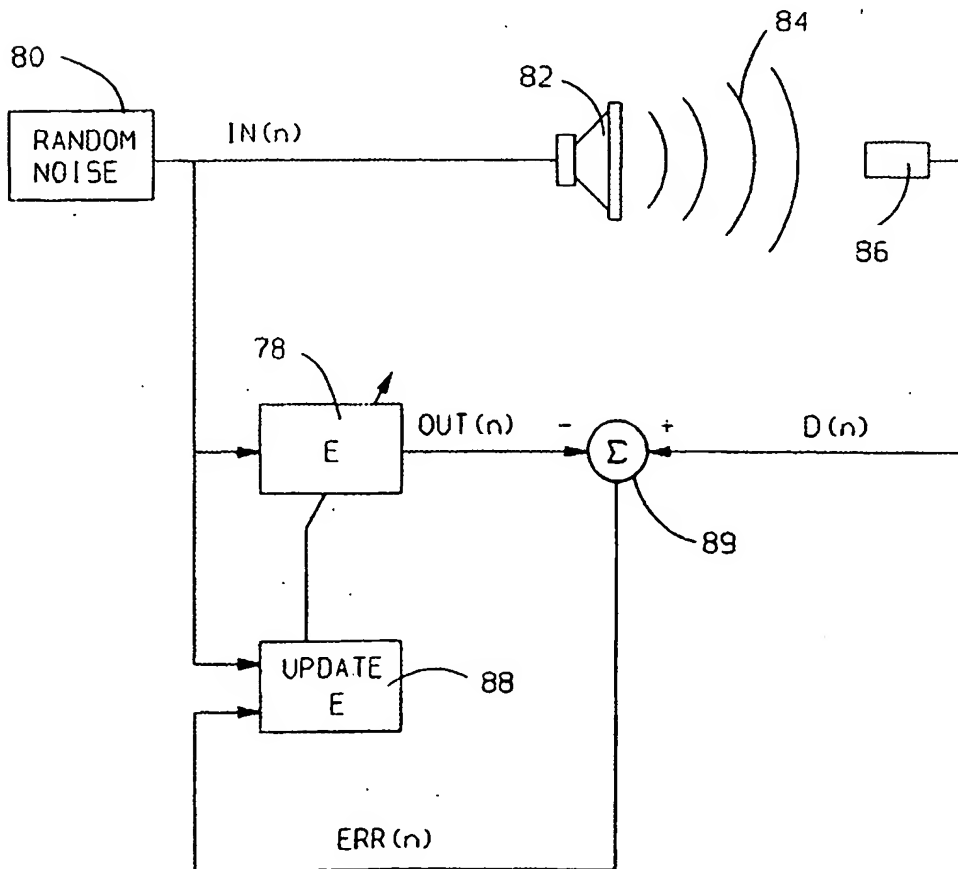 80
84
82
RANDOM
NOISE
IN(n)
86
78
E
OUT(n)
-
+
D(n)
Σ
89
UPDATE
E
88
ERR(n)